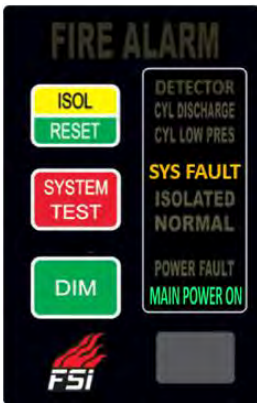 FIRE ALARM
ISOL
RESET
SYSTEM
TEST
DIM
DETECTOR
CYL DISCHARGE
CYL LOW PRES
SYS FAULT
ISOLATED
NORMAL
POWER FAULT
MAIN POWER ON
FSi